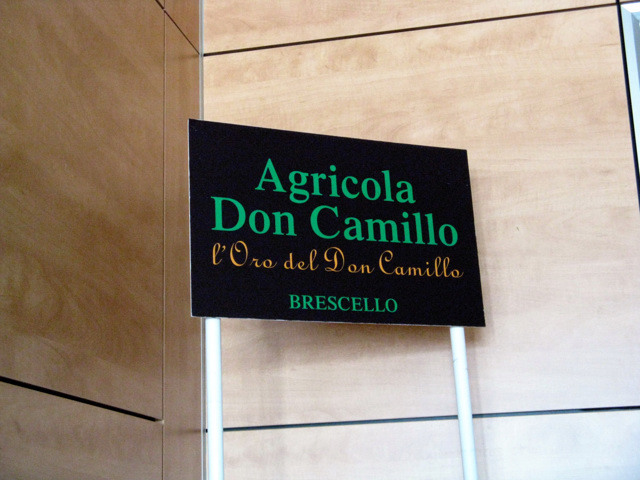 Agricola
Don Camillo
l'Oro del Don Camillo
BRESCELLO